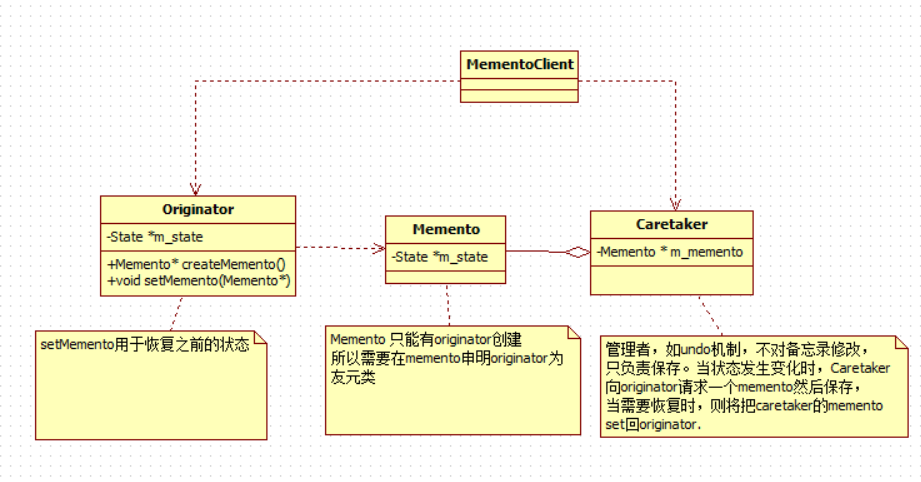 MementoClient
Originator
-State *m_state
+Memento* createMemento()
+void setMemento(Memento*)
Memento
-State *m_state
Caretaker
-Memento * m_memento
setMemento用于恢复之前的状态
Memento 只能有originator创建
所以需要在memento申明originator为
友元类
管理者，如undo机制，不对备忘录修改，
只负责保存。当状态发生变化时，Caretaker
向originator请求一个memento然后保存，
当需要恢复时，则将把caretaker的memento
set回originator.